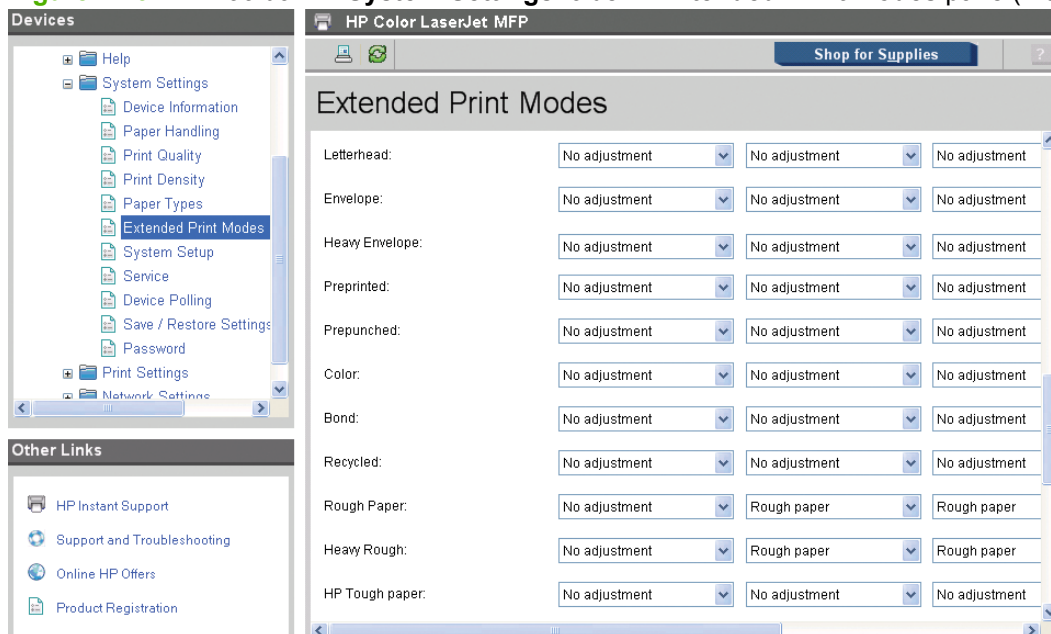 Devices
Help
System Settings
Device Information
Paper Handling
Print Quality
Print Density
Paper Types
Extended Print Modes
System Setup
Service
Device Polling
Save / Restore Settings
Password
Print Settings
Network Settings
Other Links
HP Instant Support
Support and Troubleshooting
Online HP Offers
Product Registration
HP Color LaserJet MFP
Shop for Supplies
?
Extended Print Modes
Letterhead: No adjustment No adjustment No adjustment
Envelope: No adjustment No adjustment No adjustment
Heavy Envelope: No adjustment No adjustment No adjustment
Preprinted: No adjustment No adjustment No adjustment
Prepunched: No adjustment No adjustment No adjustment
Color: No adjustment No adjustment No adjustment
Bond: No adjustment No adjustment No adjustment
Recycled: No adjustment No adjustment No adjustment
Rough Paper: No adjustment Rough paper Rough paper
Heavy Rough: No adjustment Rough paper Rough paper
HP Tough paper: No adjustment No adjustment No adjustment